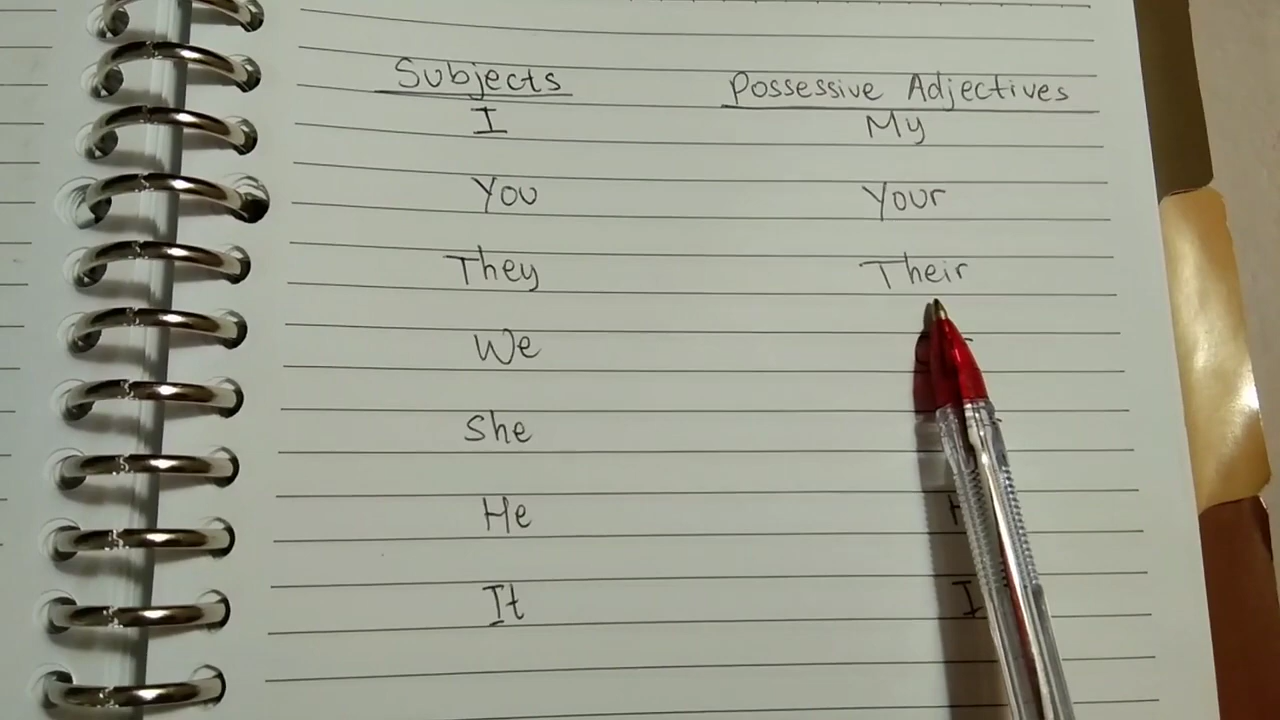 Subjects Possessive Adjectives
I My
You Your
They Their
We
She
He
It